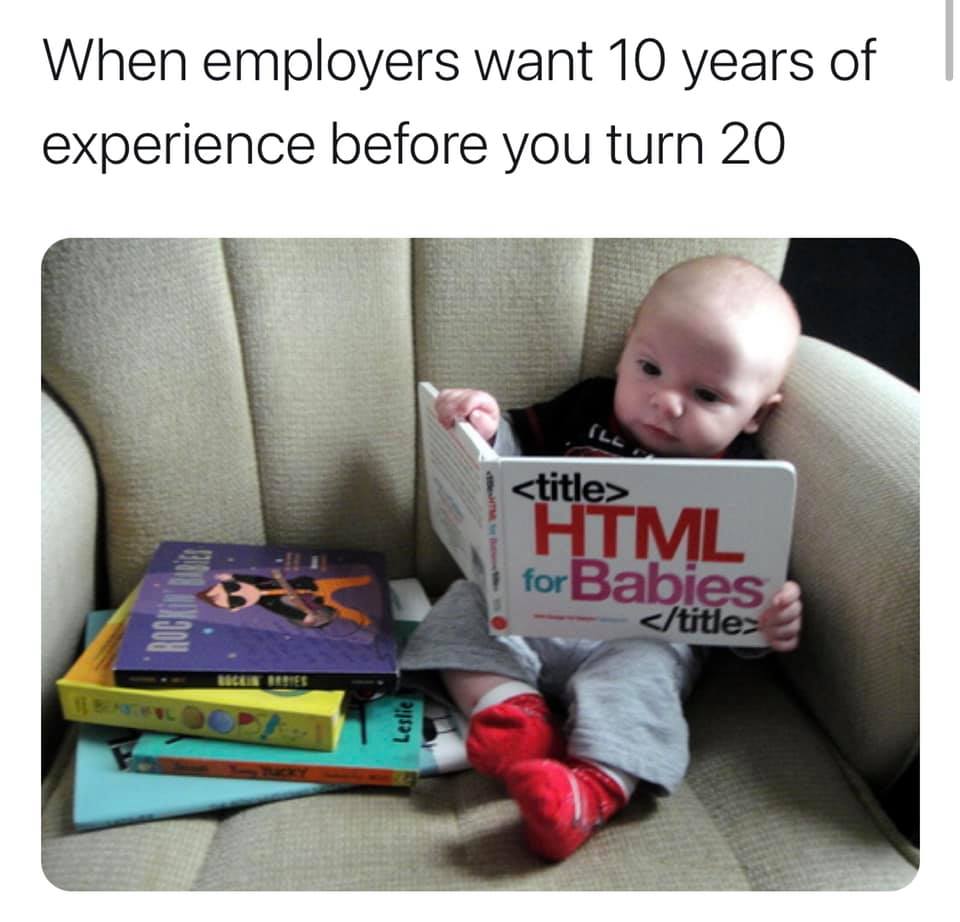 When employers want 10 years of
experience before you turn 20
<title>
HTML
for Babies
</title>
ROCKIN' BABIES
ROCKIN' BABIES
Leslie
YUCKY